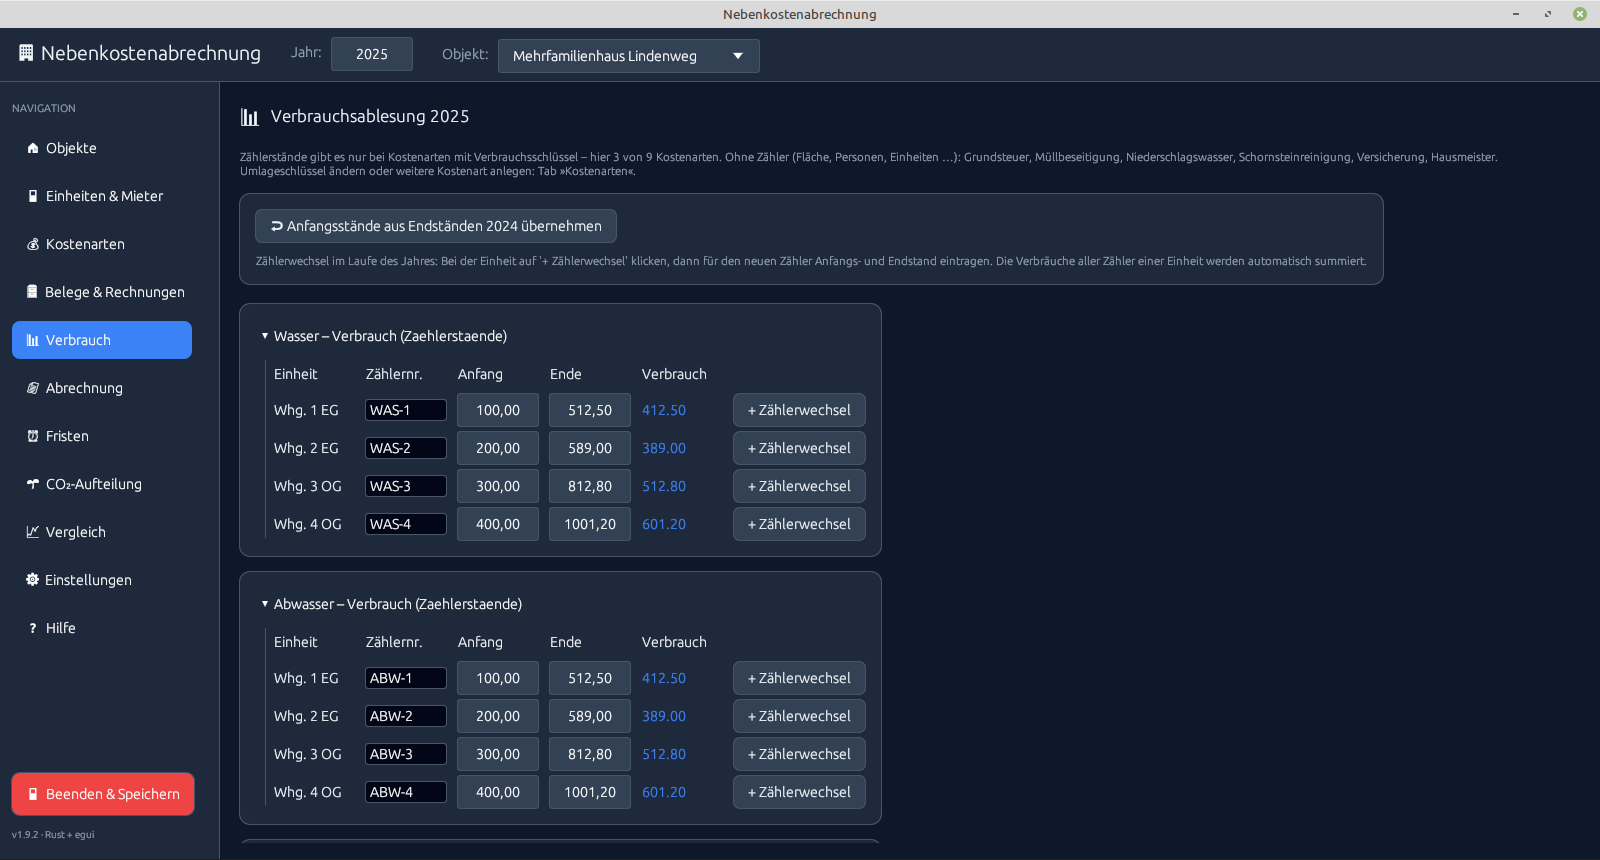 Nebenkostenabrechnung
Nebenkostenabrechnung Jahr: 2025 Objekt: Mehrfamilienhaus Lindenweg
NAVIGATION
Objekte
Einheiten & Mieter
Kostenarten
Belege & Rechnungen
Verbrauch
Abrechnung
Fristen
CO₂-Aufteilung
Vergleich
Einstellungen
? Hilfe
Beenden & Speichern
v1.9.2 · Rust + egui
Verbrauchsablesung 2025
Zählerstände gibt es nur bei Kostenarten mit Verbrauchsschlüssel – hier 3 von 9 Kostenarten. Ohne Zähler (Fläche, Personen, Einheiten …): Grundsteuer, Müllbeseitigung, Niederschlagswasser, Schornsteinreinigung, Versicherung, Hausmeister.
Umlageschlüssel ändern oder weitere Kostenart anlegen: Tab »Kostenarten«.
Anfangsstände aus Endständen 2024 übernehmen
Zählerwechsel im Laufe des Jahres: Bei der Einheit auf '+ Zählerwechsel' klicken, dann für den neuen Zähler Anfangs- und Endstand eintragen. Die Verbräuche aller Zähler einer Einheit werden automatisch summiert.
Wasser – Verbrauch (Zaehlerstaende)
Einheit Zählernr. Anfang Ende Verbrauch
Whg. 1 EG WAS-1 100,00 512,50 412.50 + Zählerwechsel
Whg. 2 EG WAS-2 200,00 589,00 389.00 + Zählerwechsel
Whg. 3 OG WAS-3 300,00 812,80 512.80 + Zählerwechsel
Whg. 4 OG WAS-4 400,00 1001,20 601.20 + Zählerwechsel
Abwasser – Verbrauch (Zaehlerstaende)
Einheit Zählernr. Anfang Ende Verbrauch
Whg. 1 EG ABW-1 100,00 512,50 412.50 + Zählerwechsel
Whg. 2 EG ABW-2 200,00 589,00 389.00 + Zählerwechsel
Whg. 3 OG ABW-3 300,00 812,80 512.80 + Zählerwechsel
Whg. 4 OG ABW-4 400,00 1001,20 601.20 + Zählerwechsel